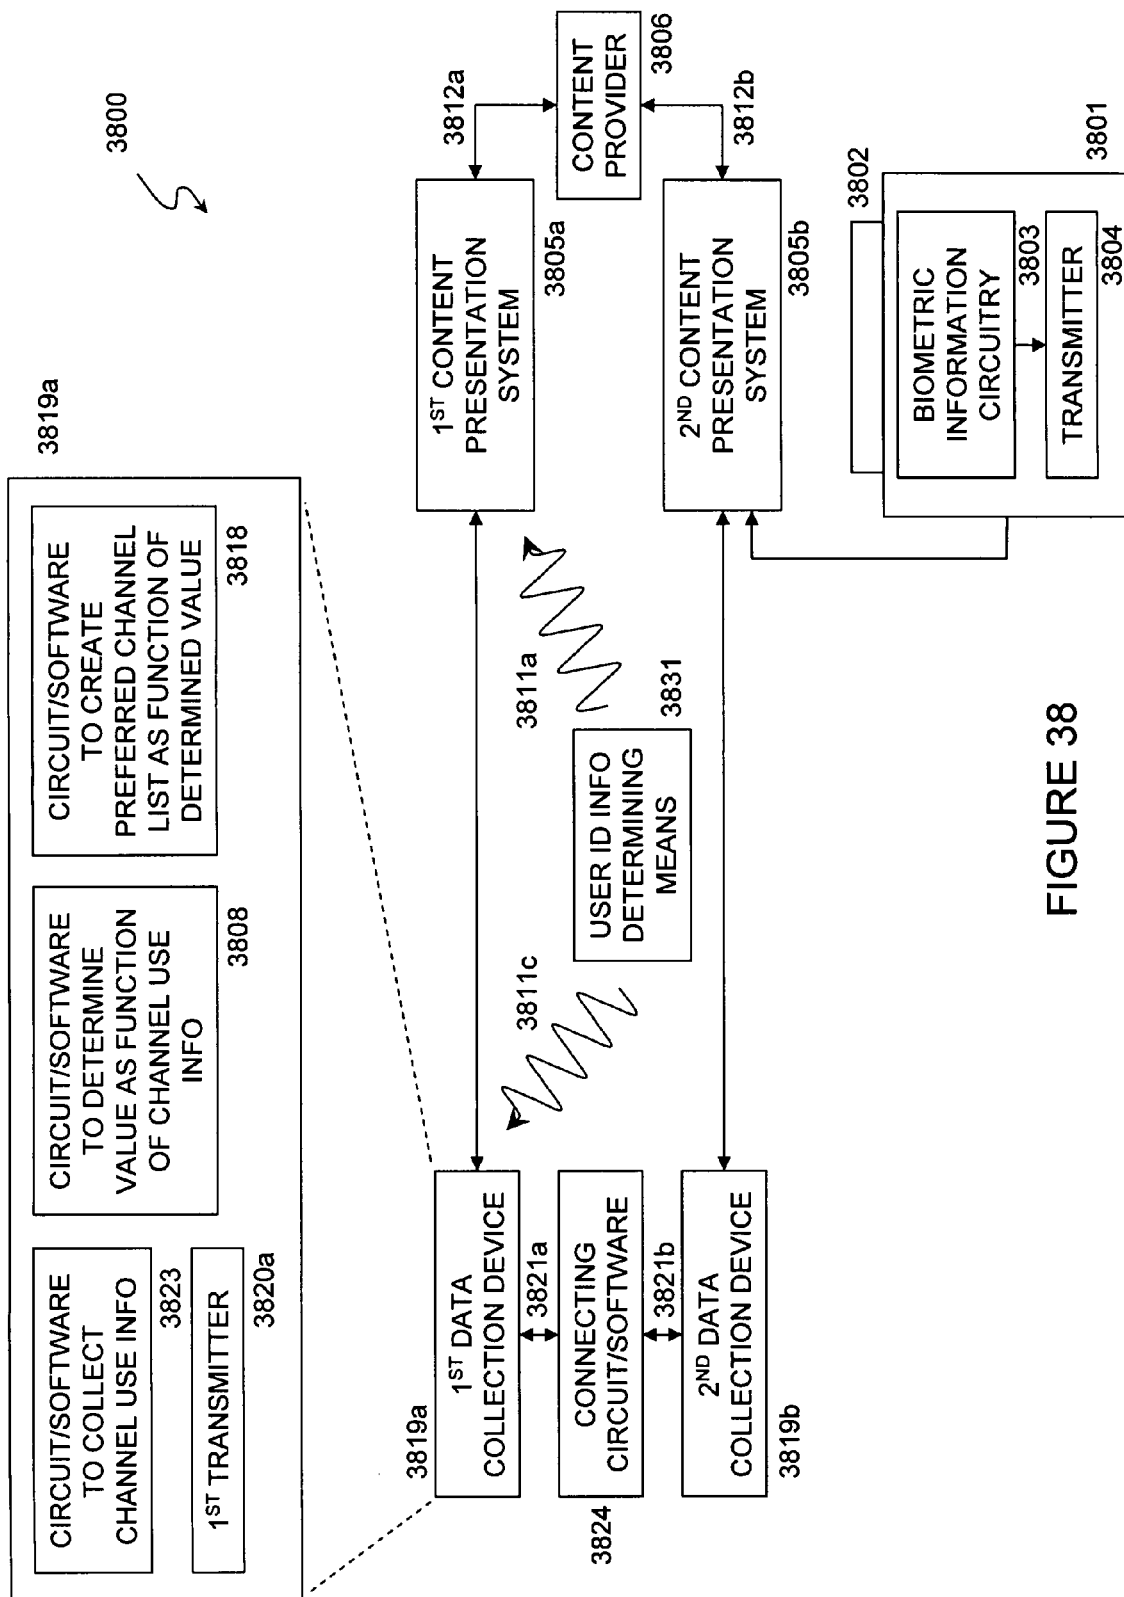 3800
3819a
CIRCUIT/SOFTWARE
TO COLLECT
CHANNEL USE INFO
3823
1ST TRANSMITTER
3820a
CIRCUIT/SOFTWARE
TO DETERMINE
VALUE AS FUNCTION
OF CHANNEL USE
INFO
3808
CIRCUIT/SOFTWARE
TO CREATE
PREFERRED CHANNEL
LIST AS FUNCTION OF
DETERMINED VALUE
3818
3819a
1ST DATA
COLLECTION DEVICE
3821a
3824
CONNECTING
CIRCUIT/SOFTWARE
3821b
2ND DATA
COLLECTION DEVICE
3819b
3811c
3811a
USER ID INFO
DETERMINING
MEANS
3831
1ST CONTENT
PRESENTATION
SYSTEM
3805a
3812a
CONTENT
PROVIDER
3806
3812b
2ND CONTENT
PRESENTATION
SYSTEM
3805b
3802
BIOMETRIC
INFORMATION
CIRCUITRY
3803
TRANSMITTER
3804
3801
FIGURE 38